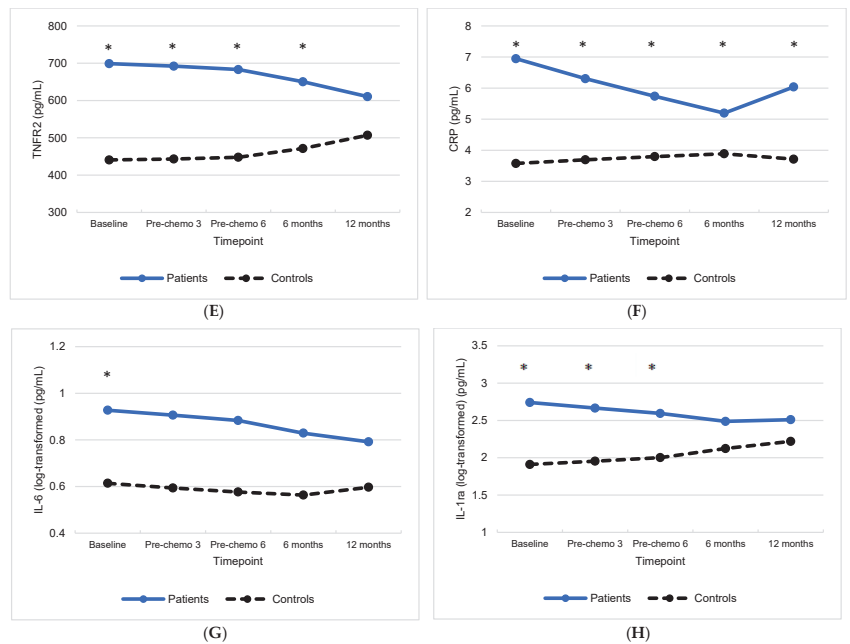 800
700
600
500
400
300
TNFR2 (pg/mL)
* * * *
Baseline Pre-chemo 3 Pre-chemo 6 6 months 12 months
Timepoint
Patients Controls
(E)
8
7
6
5
4
3
2
CRP (pg/mL)
* * * * *
Baseline Pre-chemo 3 Pre-chemo 6 6 months 12 months
Timepoint
Patients Controls
(F)
1.2
1
0.8
0.6
0.4
IL-6 (log-transformed (pg/mL)
*
Baseline Pre-chemo 3 Pre-chemo 6 6 months 12 months
Timepoint
Patients Controls
(G)
3.5
3
2.5
2
1.5
1
IL-1ra (log-transformed) (pg/mL)
* * *
Baseline Pre-chemo 3 Pre-chemo 6 6 months 12 months
Timepoint
Patients Controls
(H)